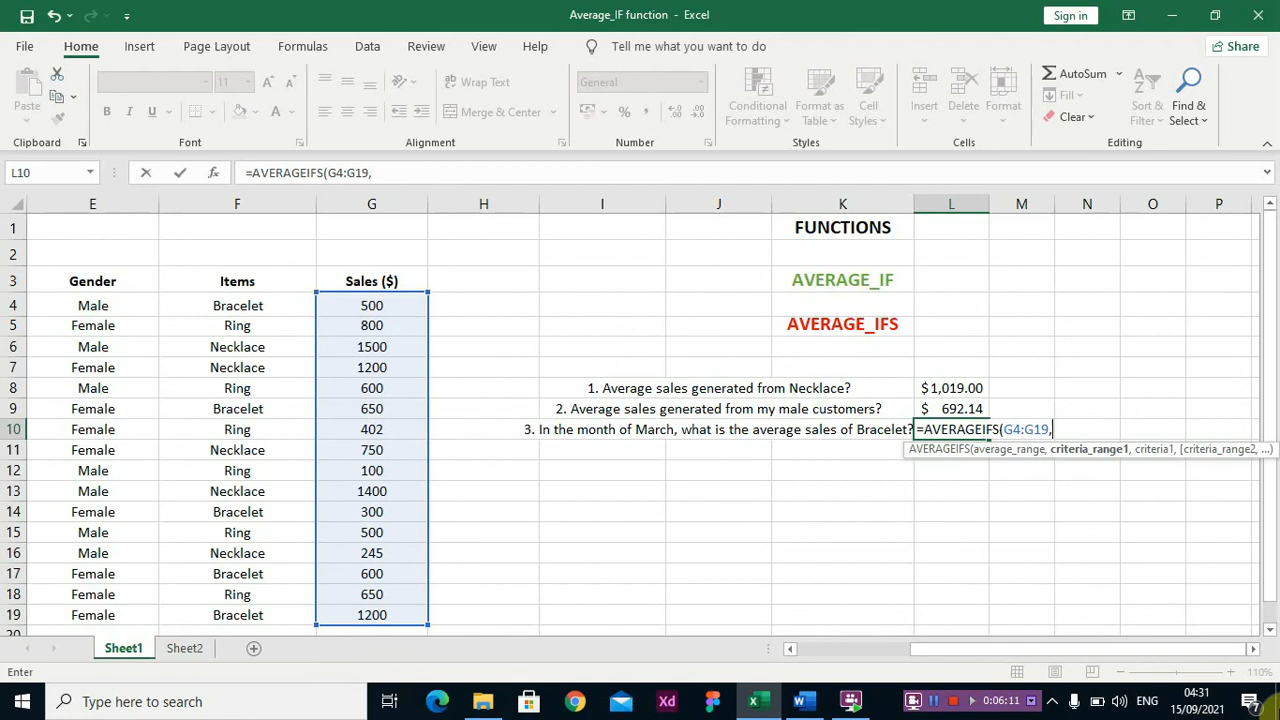 Average_IF function - Excel
Sign in
File Home Insert Page Layout Formulas Data Review View Help Tell me what you want to do Share
Paste
11
Wrap Text
General
B I U
Merge & Center
Conditional Formatting
Format as Table
Cell Styles
Insert Delete Format
AutoSum
Fill
Clear
Sort & Filter
Find & Select
Clipboard Font Alignment Number Styles Cells Editing
L10 fx =AVERAGEIFS(G4:G19,
E F G H I J K L M N O P
1 FUNCTIONS
2
3 Gender Items Sales ($) AVERAGE_IF
4 Male Bracelet 500
5 Female Ring 800 AVERAGE_IFS
6 Male Necklace 1500
7 Female Necklace 1200
8 Male Ring 600 1. Average sales generated from Necklace? $ 1,019.00
9 Female Bracelet 650 2. Average sales generated from my male customers? $ 692.14
10 Female Ring 402 3. In the month of March, what is the average sales of Bracelet? =AVERAGEIFS(G4:G19,
AVERAGEIFS(average_range, criteria_range1, criteria1, [criteria_range2, ...)
11 Female Necklace 750
12 Male Ring 100
13 Male Necklace 1400
14 Female Bracelet 300
15 Male Ring 500
16 Male Necklace 245
17 Female Bracelet 600
18 Female Ring 650
19 Female Bracelet 1200
20
Sheet1 Sheet2
Enter 110%
Type here to search
Xd
0:06:11
ENG
04:31
15/09/2021
7